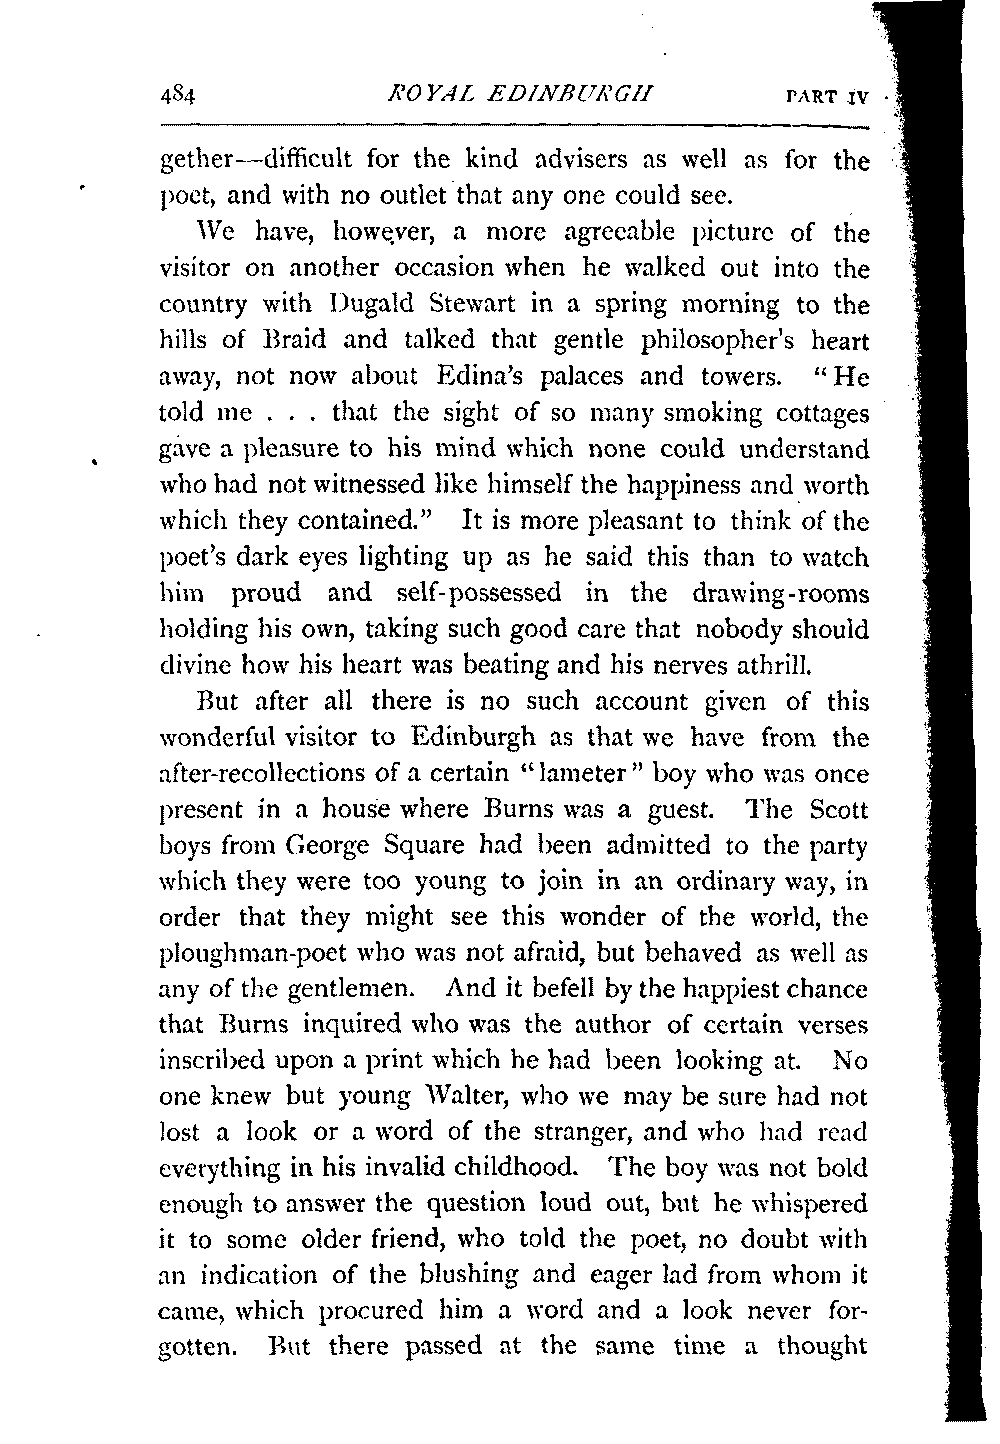 484 ROYAL EDINBURGH PART IV
gether—difficult for the kind advisers as well as for the
poet, and with no outlet that any one could see.
We have, however, a more agreeable picture of the
visitor on another occasion when he walked out into the
country with Dugald Stewart in a spring morning to the
hills of Braid and talked that gentle philosopher's heart
away, not now about Edina's palaces and towers. "He
told me . . . that the sight of so many smoking cottages
gave a pleasure to his mind which none could understand
who had not witnessed like himself the happiness and worth
which they contained." It is more pleasant to think of the
poet's dark eyes lighting up as he said this than to watch
him proud and self-possessed in the drawing-rooms
holding his own, taking such good care that nobody should
divine how his heart was beating and his nerves athrill.
But after all there is no such account given of this
wonderful visitor to Edinburgh as that we have from the
after-recollections of a certain "lameter" boy who was once
present in a house where Burns was a guest. The Scott
boys from George Square had been admitted to the party
which they were too young to join in an ordinary way, in
order that they might see this wonder of the world, the
ploughman-poet who was not afraid, but behaved as well as
any of the gentlemen. And it befell by the happiest chance
that Burns inquired who was the author of certain verses
inscribed upon a print which he had been looking at. No
one knew but young Walter, who we may be sure had not
lost a look or a word of the stranger, and who had read
everything in his invalid childhood. The boy was not bold
enough to answer the question loud out, but he whispered
it to some older friend, who told the poet, no doubt with
an indication of the blushing and eager lad from whom it
came, which procured him a word and a look never for-
gotten. But there passed at the same time a thought